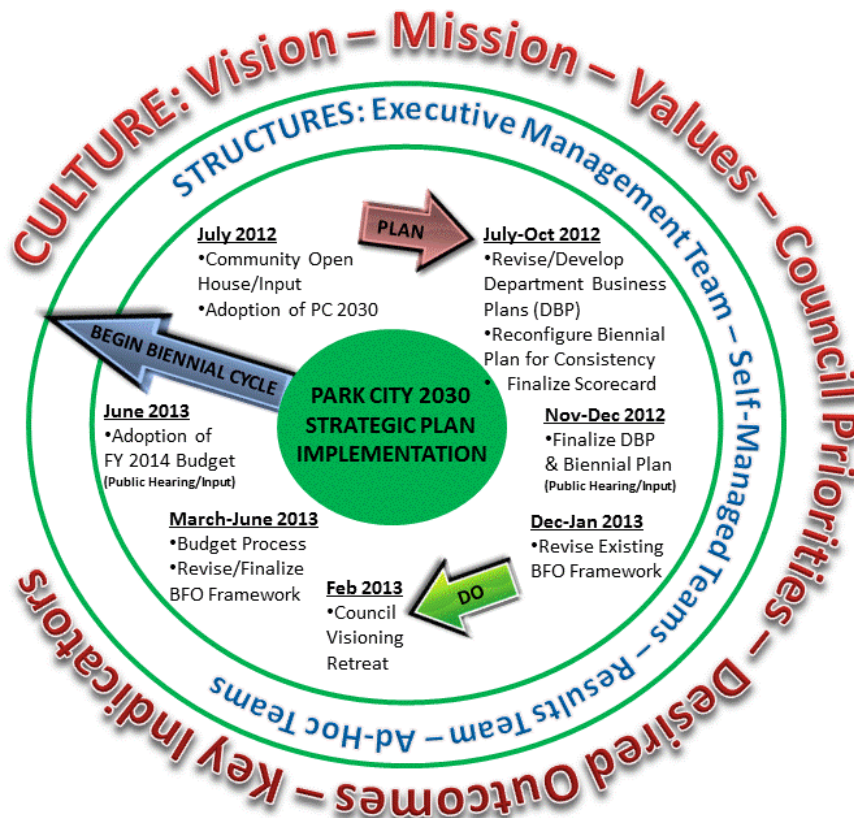 CULTURE: Vision – Mission – Values – Council Priorities – Desired Outcomes – Key Indicators
STRUCTURES: Executive Management Team – Self-Managed Teams – Results Team – Ad-Hoc Teams
July 2012
•Community Open
House/Input
•Adoption of PC 2030
PLAN
July-Oct 2012
•Revise/Develop
Department Business
Plans (DBP)
•Reconfigure Biennial
Plan for Consistency
• Finalize Scorecard
Nov-Dec 2012
•Finalize DBP
& Biennial Plan
(Public Hearing/Input)
Dec-Jan 2013
•Revise Existing
BFO Framework
DO
Feb 2013
•Council
Visioning
Retreat
March-June 2013
•Budget Process
•Revise/Finalize
BFO Framework
June 2013
•Adoption of
FY 2014 Budget
(Public Hearing/Input)
BEGIN BIENNIAL CYCLE
PARK CITY 2030
STRATEGIC PLAN
IMPLEMENTATION